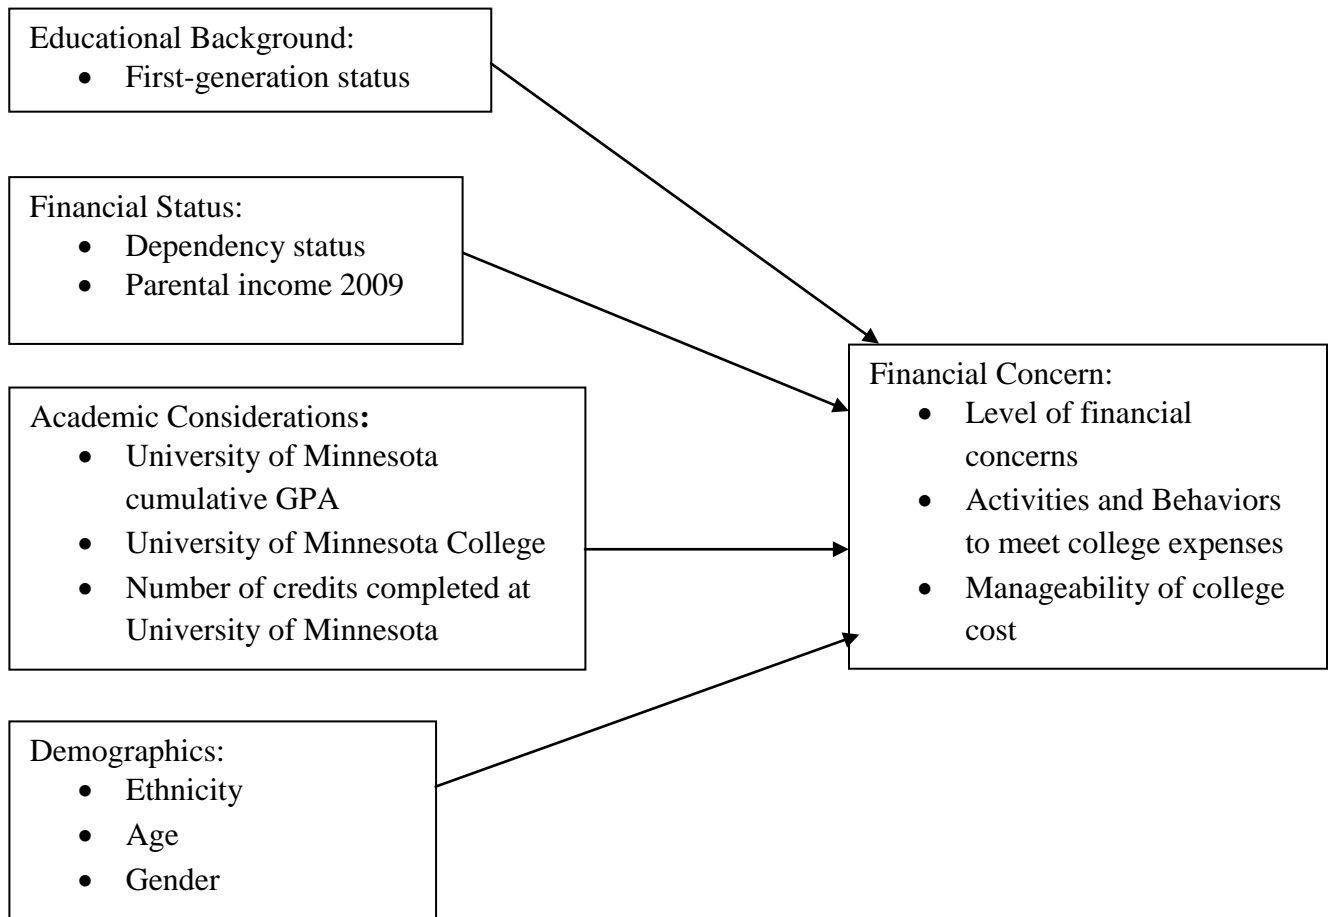 Educational Background:
• First-generation status
Financial Status:
• Dependency status
• Parental income 2009
Academic Considerations:
• University of Minnesota
cumulative GPA
• University of Minnesota College
• Number of credits completed at
University of Minnesota
Demographics:
• Ethnicity
• Age
• Gender
Financial Concern:
• Level of financial
concerns
• Activities and Behaviors
to meet college expenses
• Manageability of college
cost